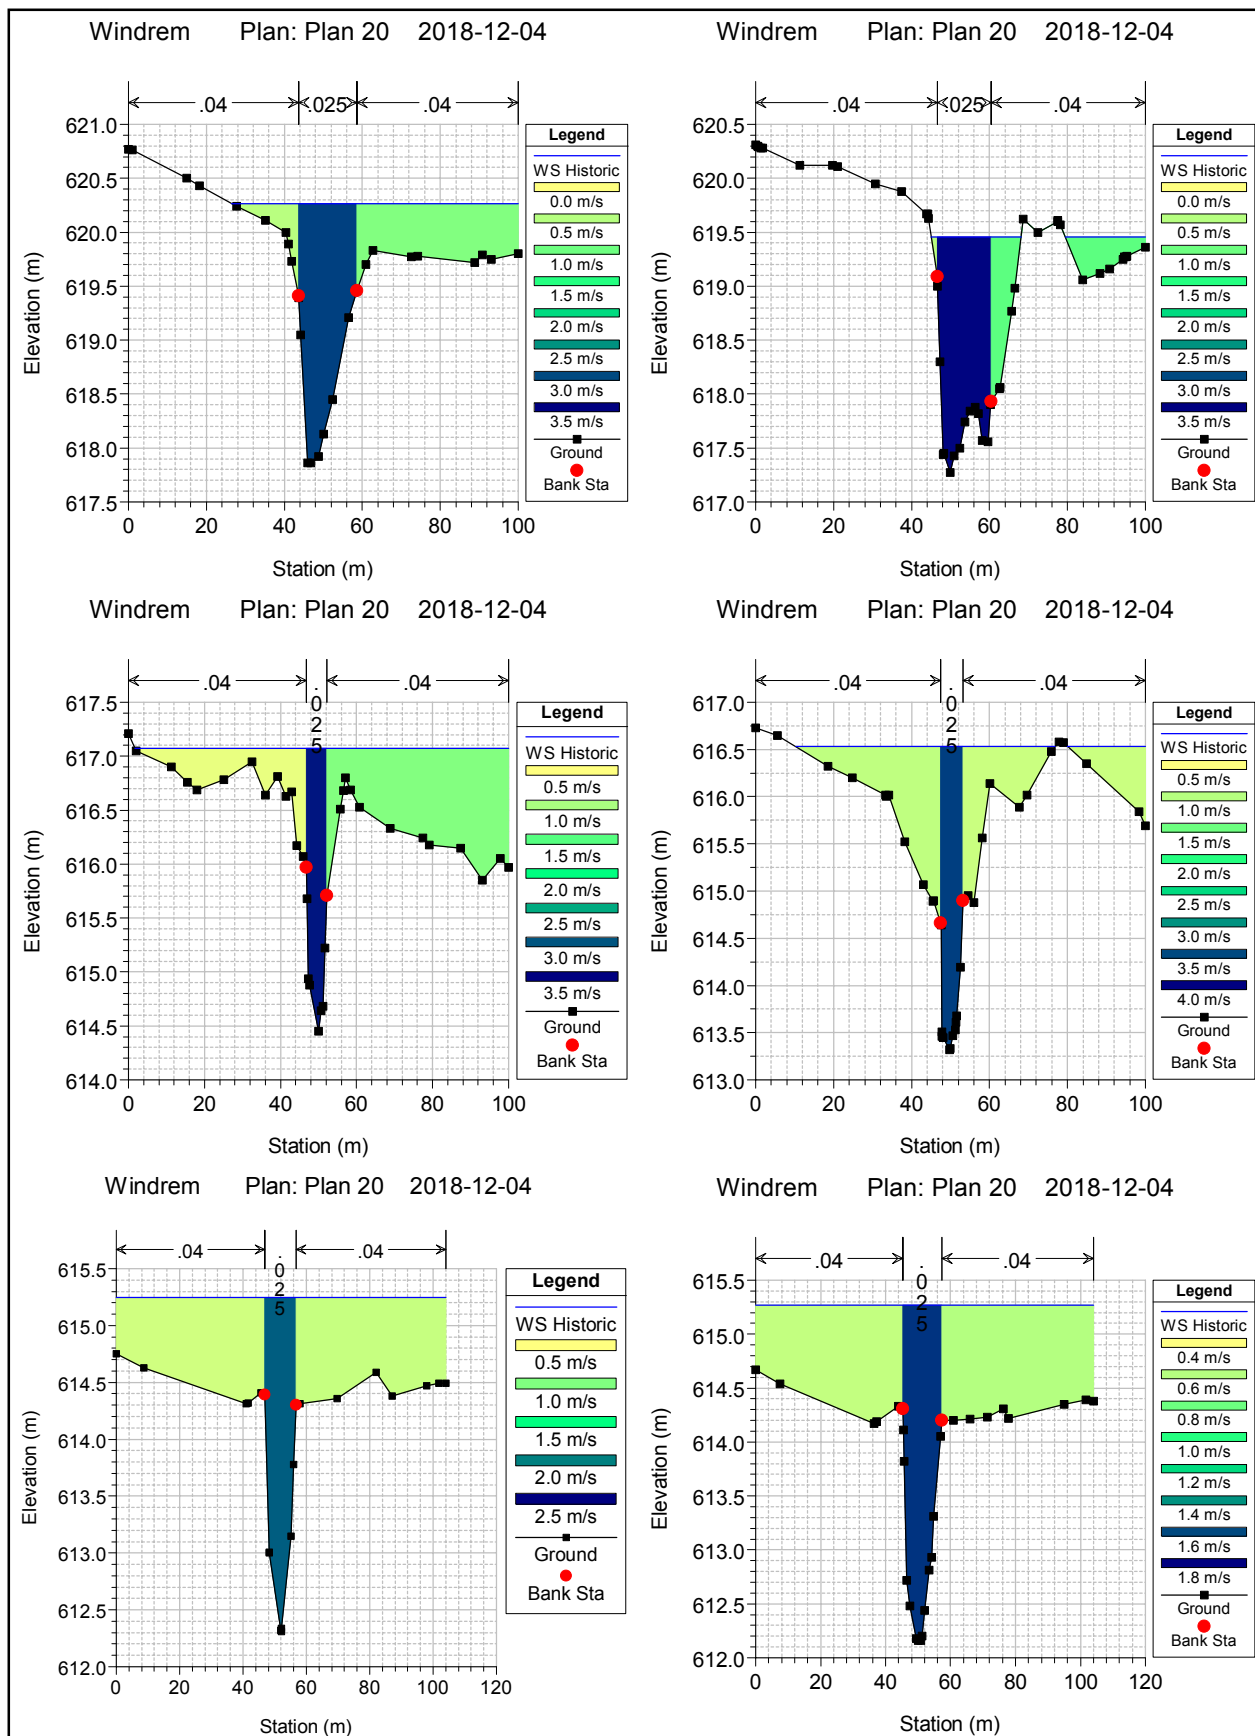 Windrem Plan: Plan 20 2018-12-04
.04 .025 .04
Elevation (m)
621.0
620.5
620.0
619.5
619.0
618.5
618.0
617.5
0 20 40 60 80 100
Station (m)
Legend
WS Historic
0.0 m/s
0.5 m/s
1.0 m/s
1.5 m/s
2.0 m/s
2.5 m/s
3.0 m/s
3.5 m/s
Ground
Bank Sta
Windrem Plan: Plan 20 2018-12-04
.04 .025 .04
Elevation (m)
620.5
620.0
619.5
619.0
618.5
618.0
617.5
617.0
0 20 40 60 80 100
Station (m)
Legend
WS Historic
0.0 m/s
0.5 m/s
1.0 m/s
1.5 m/s
2.0 m/s
2.5 m/s
3.0 m/s
3.5 m/s
Ground
Bank Sta
Windrem Plan: Plan 20 2018-12-04
.04 .025 .04
Elevation (m)
617.5
617.0
616.5
616.0
615.5
615.0
614.5
614.0
0 20 40 60 80 100
Station (m)
Legend
WS Historic
0.5 m/s
1.0 m/s
1.5 m/s
2.0 m/s
2.5 m/s
3.0 m/s
3.5 m/s
Ground
Bank Sta
Windrem Plan: Plan 20 2018-12-04
.04 .025 .04
Elevation (m)
617.0
616.5
616.0
615.5
615.0
614.5
614.0
613.5
613.0
0 20 40 60 80 100
Station (m)
Legend
WS Historic
0.5 m/s
1.0 m/s
1.5 m/s
2.0 m/s
2.5 m/s
3.0 m/s
3.5 m/s
4.0 m/s
Ground
Bank Sta
Windrem Plan: Plan 20 2018-12-04
.04 .025 .04
Elevation (m)
615.5
615.0
614.5
614.0
613.5
613.0
612.5
612.0
0 20 40 60 80 100 120
Station (m)
Legend
WS Historic
0.5 m/s
1.0 m/s
1.5 m/s
2.0 m/s
2.5 m/s
Ground
Bank Sta
Windrem Plan: Plan 20 2018-12-04
.04 .025 .04
Elevation (m)
615.5
615.0
614.5
614.0
613.5
613.0
612.5
612.0
0 20 40 60 80 100 120
Station (m)
Legend
WS Historic
0.4 m/s
0.6 m/s
0.8 m/s
1.0 m/s
1.2 m/s
1.4 m/s
1.6 m/s
1.8 m/s
Ground
Bank Sta